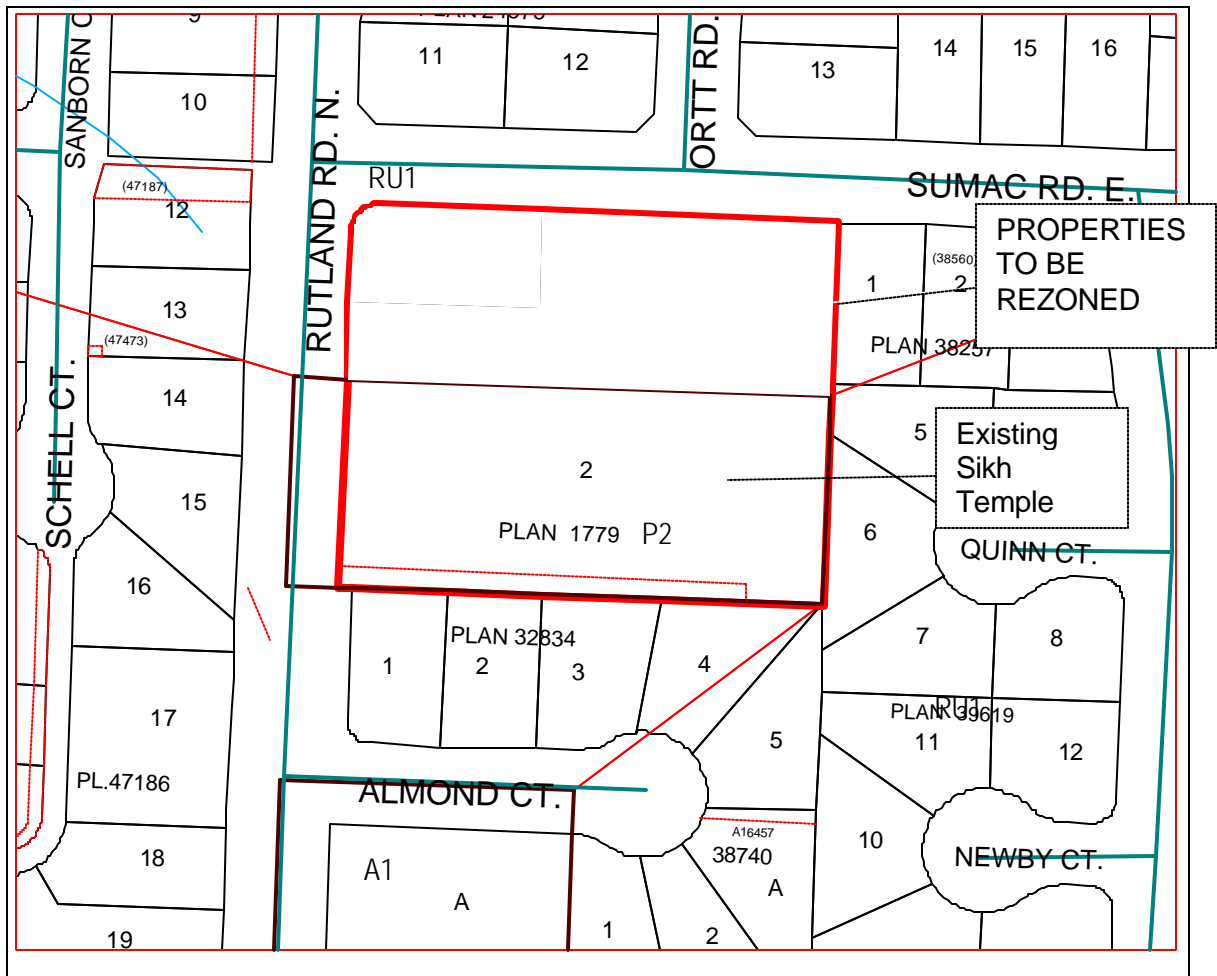 PLAN 24878
9
SANBORN C
ORTT RD.
11
12
13
14
15
16
10
RUTLAND RD. N.
RU1
SUMAC RD. E.
(47187)
12
PROPERTIES
TO BE
REZONED
(38560)
1
2
13
(47473)
PLAN 38257
SCHELL CT.
14
5
Existing
Sikh
Temple
2
15
PLAN 1779
P2
6
QUINN CT.
16
PLAN 32834
1
2
3
4
7
8
RU1
PLAN 39619
17
5
11
12
PL.47186
ALMOND CT.
A16457
38740
10
18
A1
A
A
NEWBY CT.
19
1
2